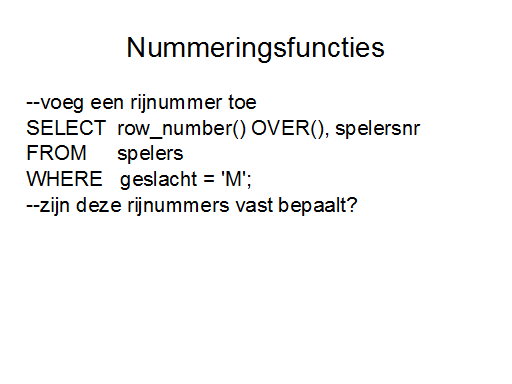 Nummeringsfuncties
--voeg een rijnummer toe
SELECT row_number() OVER(), spelersnr
FROM spelers
WHERE geslacht = 'M';
--zijn deze rijnummers vast bepaalt?